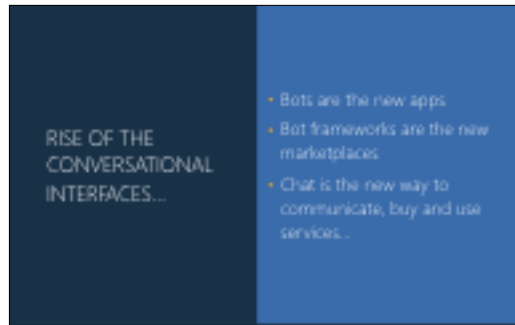 RISE OF THE
CONVERSATIONAL
INTERFACES...
• Bots are the new apps
• Bot frameworks are the new
marketplaces
• Chat is the new way to
communicate, buy and use
services...